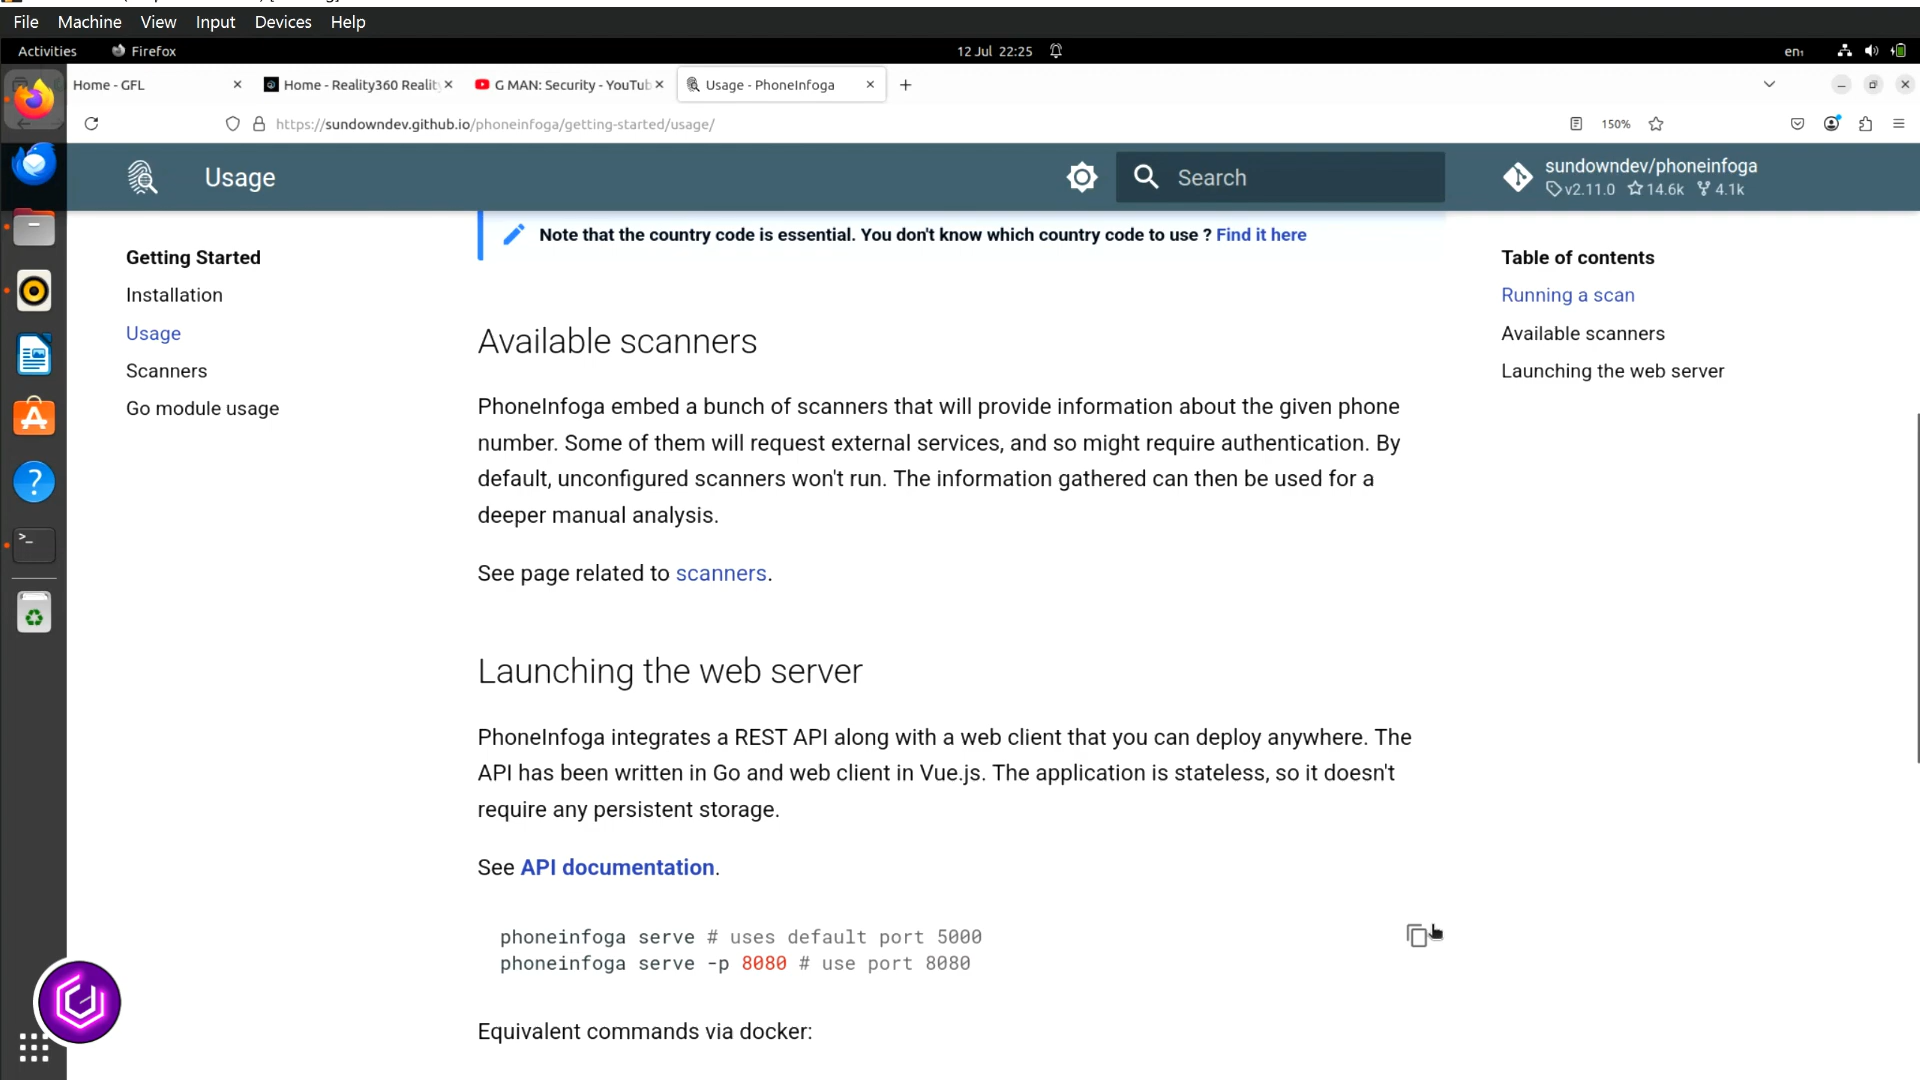 File Machine View Input Devices Help
Activities Firefox 12 Jul 22:25 en₁
Home - GFL Home - Reality360 Realit G MAN: Security - YouTub Usage - PhoneInfoga
https://sundowndev.github.io/phoneinfoga/getting-started/usage/ 150%
Usage Search sundowndev/phoneinfoga
v2.11.0 14.6k 4.1k
Note that the country code is essential. You don't know which country code to use ? Find it here
Getting Started
Installation
Usage
Scanners
Go module usage
Available scanners
PhoneInfoga embed a bunch of scanners that will provide information about the given phone
number. Some of them will request external services, and so might require authentication. By
default, unconfigured scanners won't run. The information gathered can then be used for a
deeper manual analysis.
See page related to scanners.
Launching the web server
PhoneInfoga integrates a REST API along with a web client that you can deploy anywhere. The
API has been written in Go and web client in Vue.js. The application is stateless, so it doesn't
require any persistent storage.
See API documentation.
phoneinfoga serve # uses default port 5000
phoneinfoga serve -p 8080 # use port 8080
Equivalent commands via docker:
Table of contents
Running a scan
Available scanners
Launching the web server